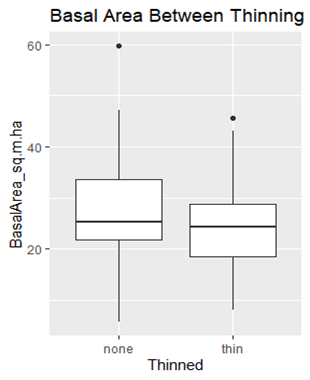 Basal Area Between Thinning
BasalArea_sq.m.ha
60
40
20
none
thin
Thinned